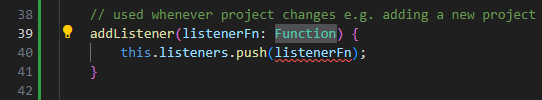 38 // used whenever project changes e.g. adding a new project
39 addListener(listenerFn: Function) {
40 this.listeners.push(listenerFn);
41 }
42